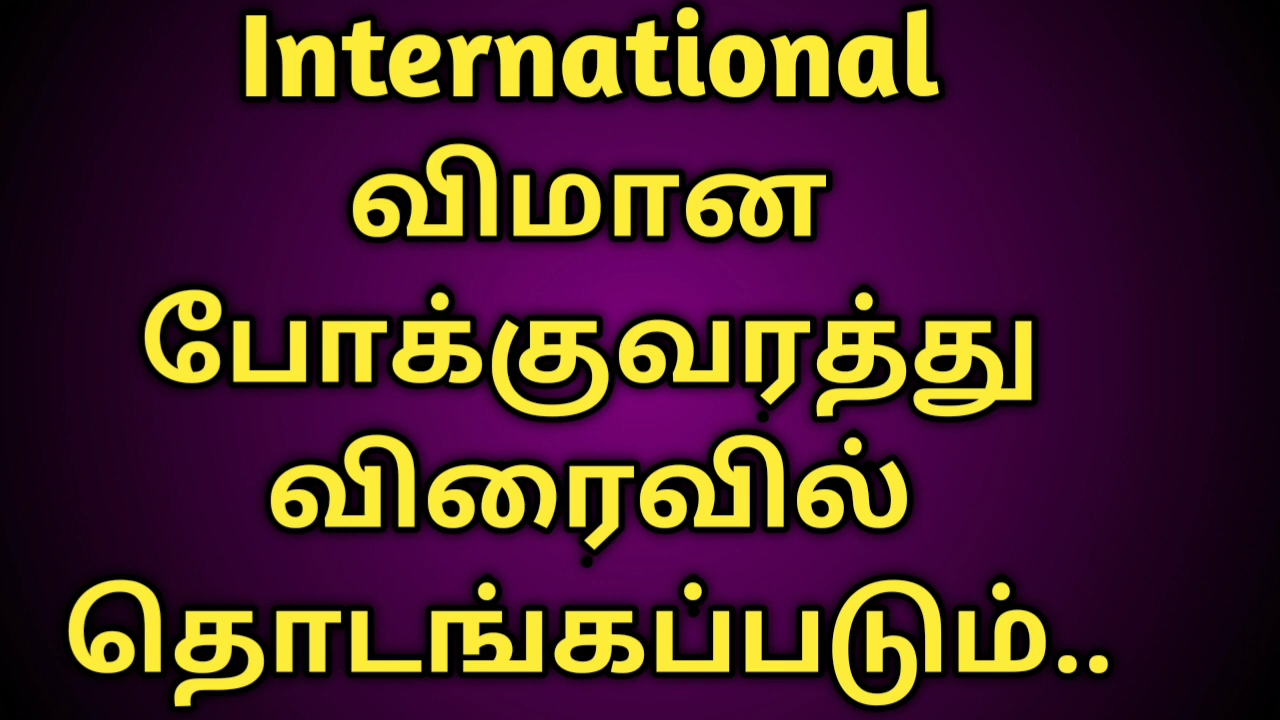 International
விமான
போக்குவரத்து
விரைவில்
தொடங்கப்படும்..